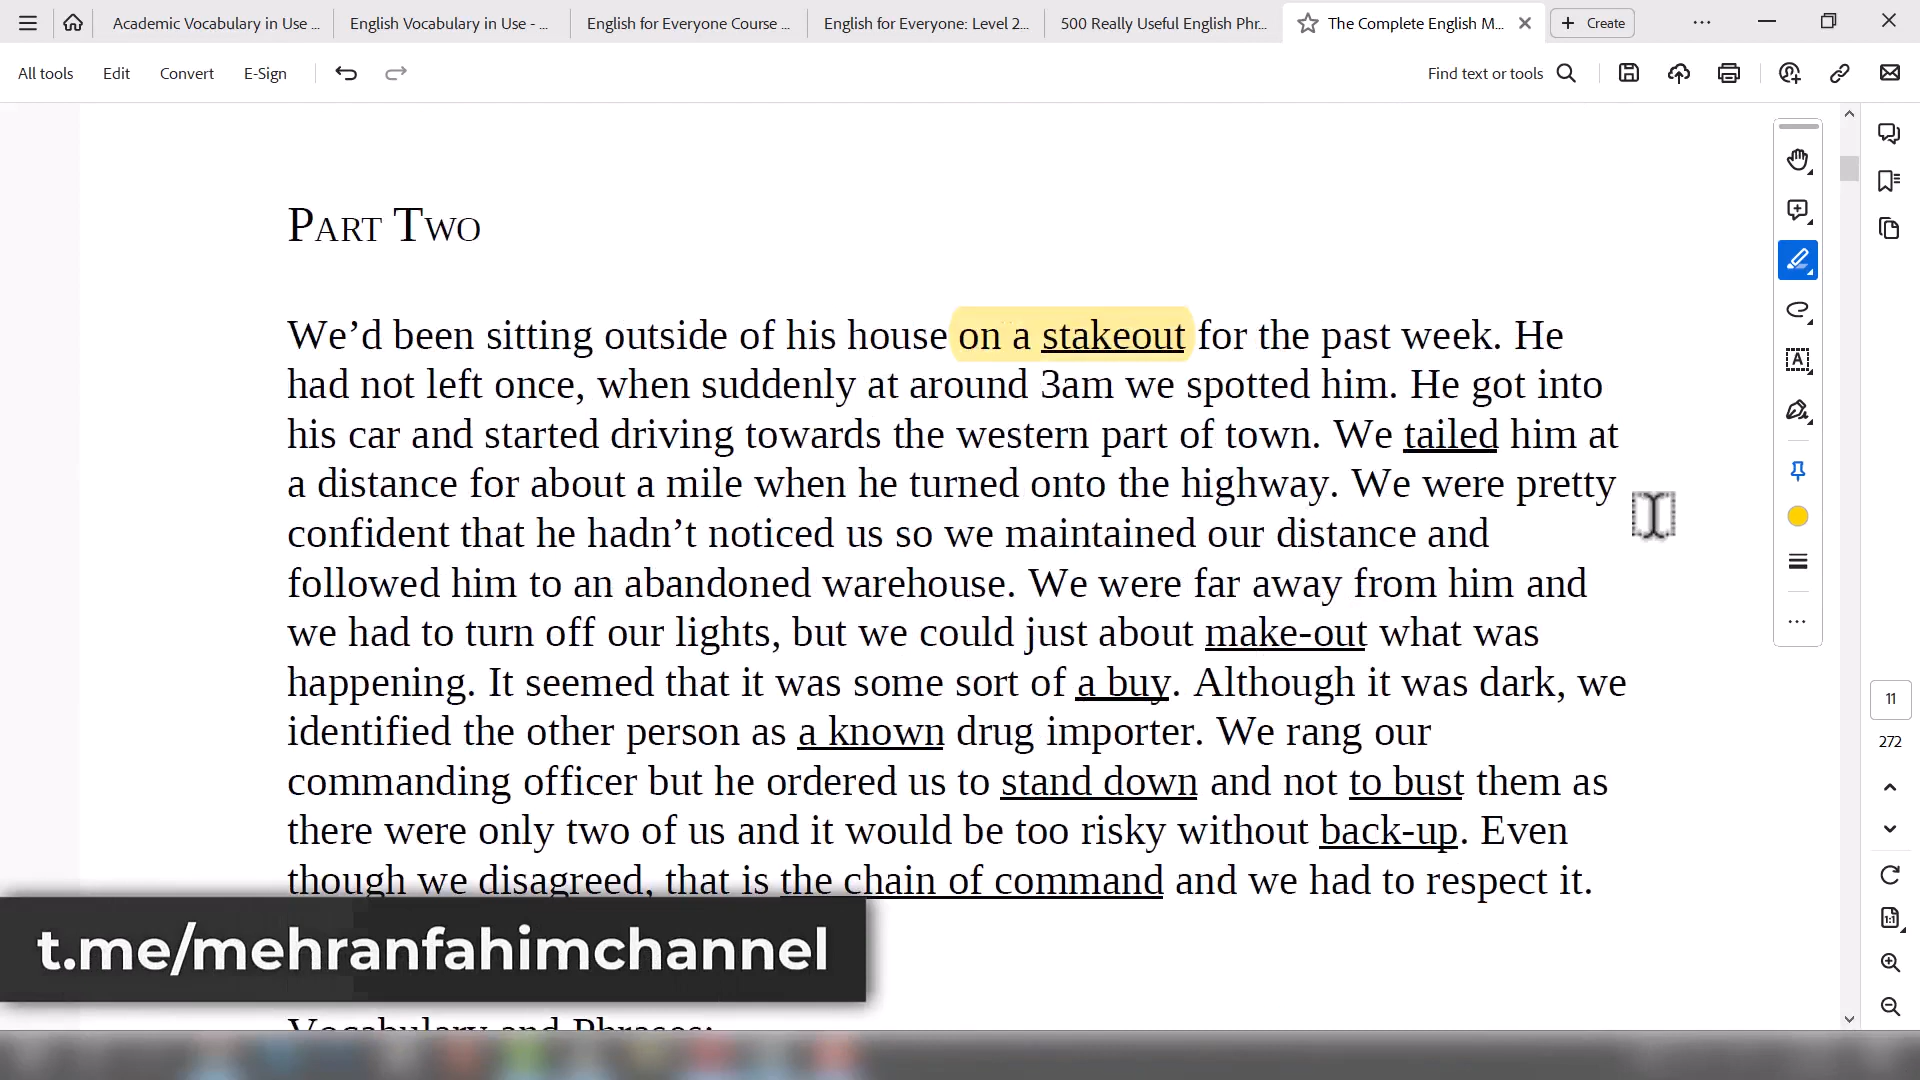 Academic Vocabulary in Use ...
English Vocabulary in Use - ...
English for Everyone Course ...
English for Everyone: Level 2...
500 Really Useful English Phr...
The Complete English M...
Create
All tools
Edit
Convert
E-Sign
Find text or tools
PART TWO
We’d been sitting outside of his house on a stakeout for the past week. He
had not left once, when suddenly at around 3am we spotted him. He got into
his car and started driving towards the western part of town. We tailed him at
a distance for about a mile when he turned onto the highway. We were pretty
confident that he hadn’t noticed us so we maintained our distance and
followed him to an abandoned warehouse. We were far away from him and
we had to turn off our lights, but we could just about make-out what was
happening. It seemed that it was some sort of a buy. Although it was dark, we
identified the other person as a known drug importer. We rang our
commanding officer but he ordered us to stand down and not to bust them as
there were only two of us and it would be too risky without back-up. Even
though we disagreed, that is the chain of command and we had to respect it.
11
272
t.me/mehranfahimchannel
Vocabulary and Phrases: